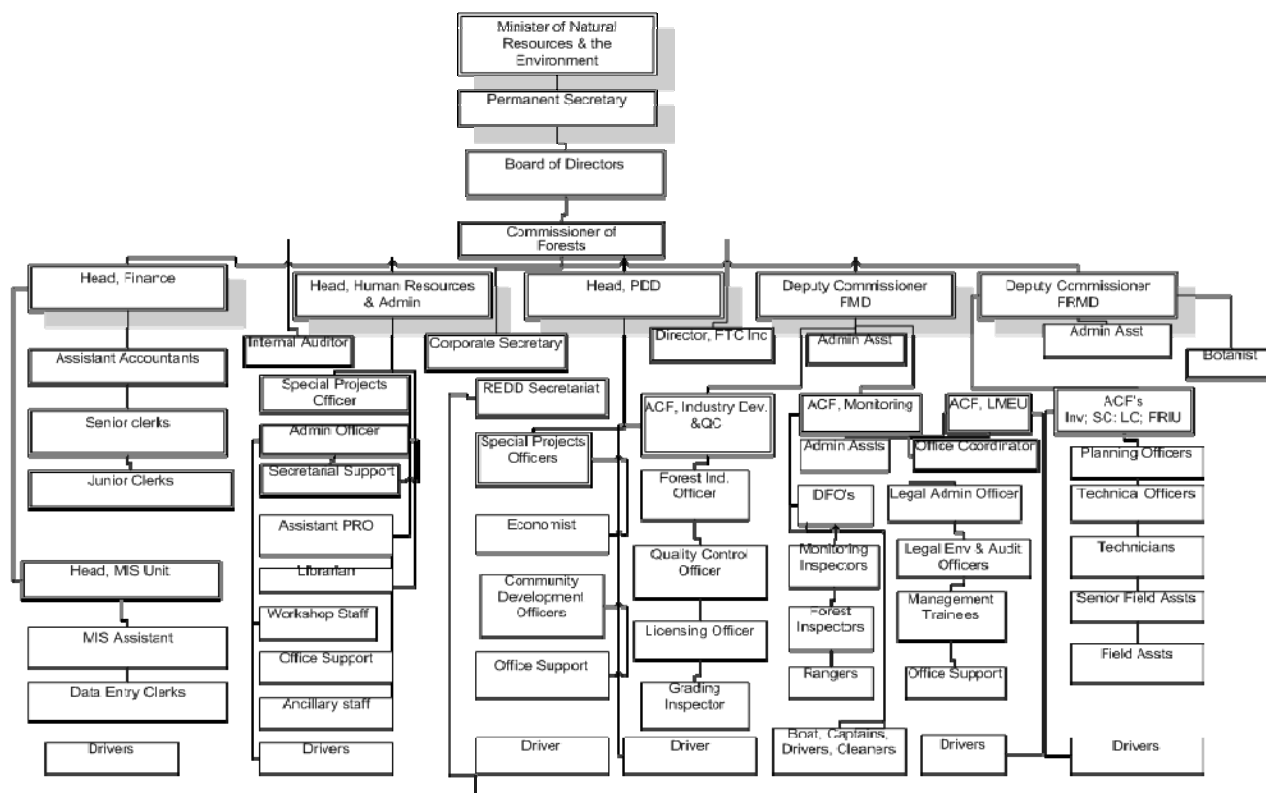 Minister of Natural
Resources & the
Environment
Permanent Secretary
Board of Directors
Commissioner of
Forests
Head, Finance
Head, Human Resources
& Admin
Head, PDD
Deputy Commissioner
FMD
Deputy Commissioner
FRMD
Internal Auditor
Corporate Secretary
Director, FTC Inc
Admin Asst
Admin Asst
Botanist
Assistant Accountants
Senior clerks
Junior Clerks
Head, MIS Unit
MIS Assistant
Data Entry Clerks
Drivers
Special Projects
Officer
Admin Officer
Secretarial Support
Assistant PRO
Librarian
Workshop Staff
Office Support
Ancillary staff
Drivers
REDD Secretariat
Special Projects
Officers
Economist
Community
Development
Officers
Office Support
Driver
ACF, Industry Dev.
&QC
Forest Ind.
Officer
Quality Control
Officer
Licensing Officer
Grading
Inspector
Driver
ACF, Monitoring
Admin Assts
DFO's
Monitoring
Inspectors
Forest
Inspectors
Rangers
Boat, Captains,
Drivers, Cleaners
ACF, LMEU
Office Coordinator
Legal Admin Officer
Legal Env & Audit
Officers
Management
Trainees
Office Support
Drivers
ACF's
Inv; SC: LC; FRIU
Planning Officers
Technical Officers
Technicians
Senior Field Assts
Field Assts
Drivers